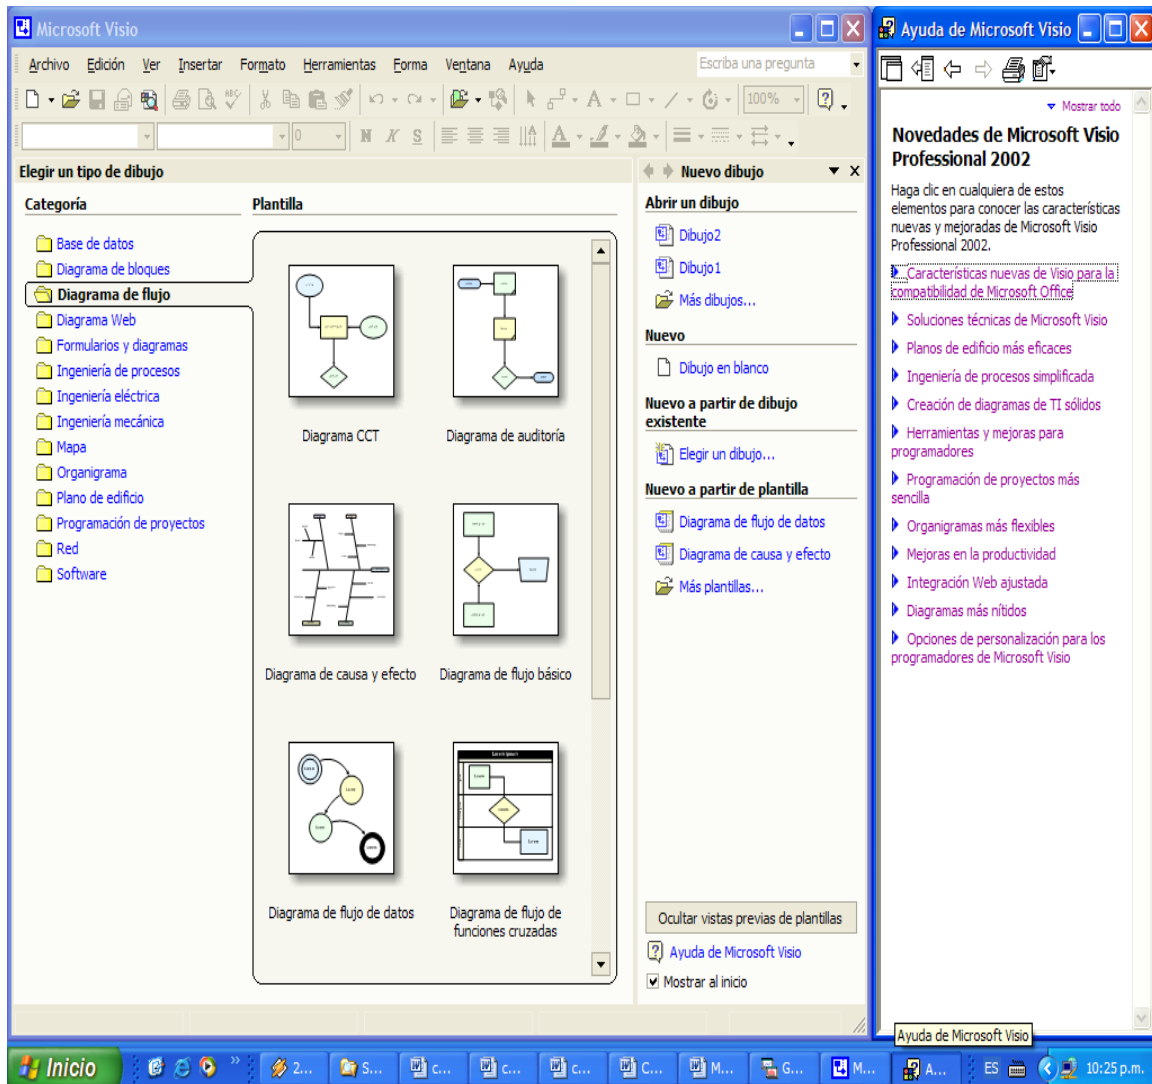 Microsoft Visio
Archivo Edición Ver Insertar Formato Herramientas Forma Ventana Ayuda Escriba una pregunta
100%
0 N K S A
Elegir un tipo de dibujo
Categoría
Base de datos
Diagrama de bloques
Diagrama de flujo
Diagrama Web
Formularios y diagramas
Ingeniería de procesos
Ingeniería eléctrica
Ingeniería mecánica
Mapa
Organigrama
Plano de edificio
Programación de proyectos
Red
Software
Plantilla
Diagrama CCT
Diagrama de auditoría
Diagrama de causa y efecto
Diagrama de flujo básico
Diagrama de flujo de datos
Diagrama de flujo de
funciones cruzadas
Nuevo dibujo
Abrir un dibujo
Dibujo2
Dibujo1
Más dibujos...
Nuevo
Dibujo en blanco
Nuevo a partir de dibujo
existente
Elegir un dibujo...
Nuevo a partir de plantilla
Diagrama de flujo de datos
Diagrama de causa y efecto
Más plantillas...
Ocultar vistas previas de plantillas
Ayuda de Microsoft Visio
Mostrar al inicio
Ayuda de Microsoft Visio
Mostrar todo
Novedades de Microsoft Visio
Professional 2002
Haga clic en cualquiera de estos
elementos para conocer las características
nuevas y mejoradas de Microsoft Visio
Professional 2002.
Características nuevas de Visio para la
compatibilidad de Microsoft Office
Soluciones técnicas de Microsoft Visio
Planos de edificio más eficaces
Ingeniería de procesos simplificada
Creación de diagramas de TI sólidos
Herramientas y mejoras para
programadores
Programación de proyectos más
sencilla
Organigramas más flexibles
Mejoras en la productividad
Integración Web ajustada
Diagramas más nítidos
Opciones de personalización para los
programadores de Microsoft Visio
Ayuda de Microsoft Visio
Inicio 2... S... c... c... c... C... M... G... M... A... ES 10:25 p.m.